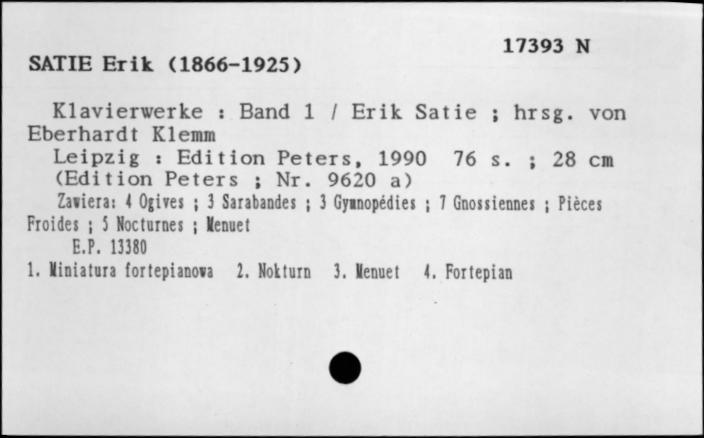 17393 N
SATIE Erik (1866-1925)
Klavierwerke : Band 1 / Erik Satie ; hrsg. von
Eberhardt Klemm
Leipzig : Edition Peters, 1990 76 s. ; 28 cm
(Edition Peters ; Nr. 9620 a)
Zawiera: 4 Ogives ; 3 Sarabandes ; 3 Gymnopédies ; 7 Gnossiennes ; Pièces
Froides ; 5 Nocturnes ; Menuet
E.P. 13380
1. Miniatura fortepianowa 2. Nokturn 3. Menuet 4. Fortepian